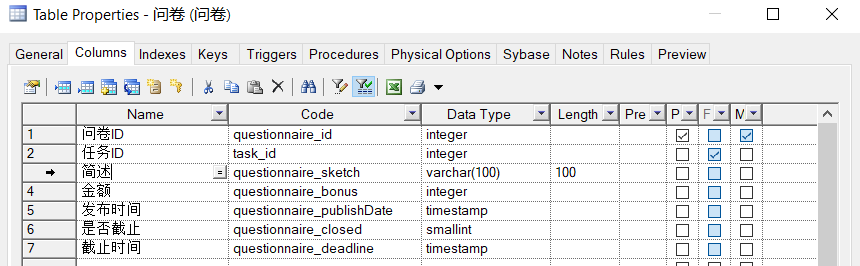 Table Properties - 问卷 (问卷)
General Columns Indexes Keys Triggers Procedures Physical Options Sybase Notes Rules Preview
Name Code Data Type Length Pre P F M
1 问卷ID questionnaire_id integer
2 任务ID task_id integer
简述 = questionnaire_sketch varchar(100) 100
4 金额 questionnaire_bonus integer
5 发布时间 questionnaire_publishDate timestamp
6 是否截止 questionnaire_closed smallint
7 截止时间 questionnaire_deadline timestamp